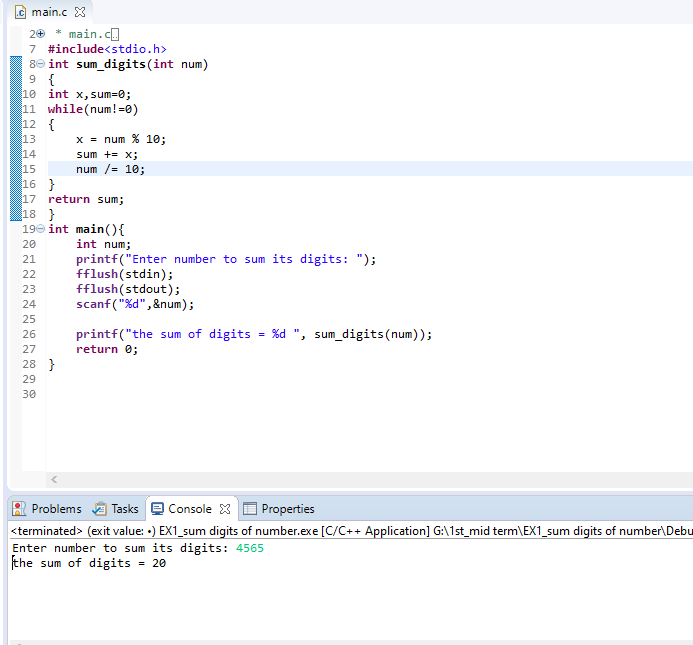 main.c
2 * main.c
7 #include<stdio.h>
8 int sum_digits(int num)
9 {
10 int x,sum=0;
11 while(num!=0)
12 {
13 x = num % 10;
14 sum += x;
15 num /= 10;
16 }
17 return sum;
18 }
19 int main(){
20 int num;
21 printf("Enter number to sum its digits: ");
22 fflush(stdin);
23 fflush(stdout);
24 scanf("%d",&num);
25
26 printf("the sum of digits = %d ", sum_digits(num));
27 return 0;
28 }
29
30
Problems Tasks Console Properties
<terminated> (exit value: •) EX1_sum digits of number.exe [C/C++ Application] G:\1st_mid term\EX1_sum digits of number\Debu
Enter number to sum its digits: 4565
the sum of digits = 20